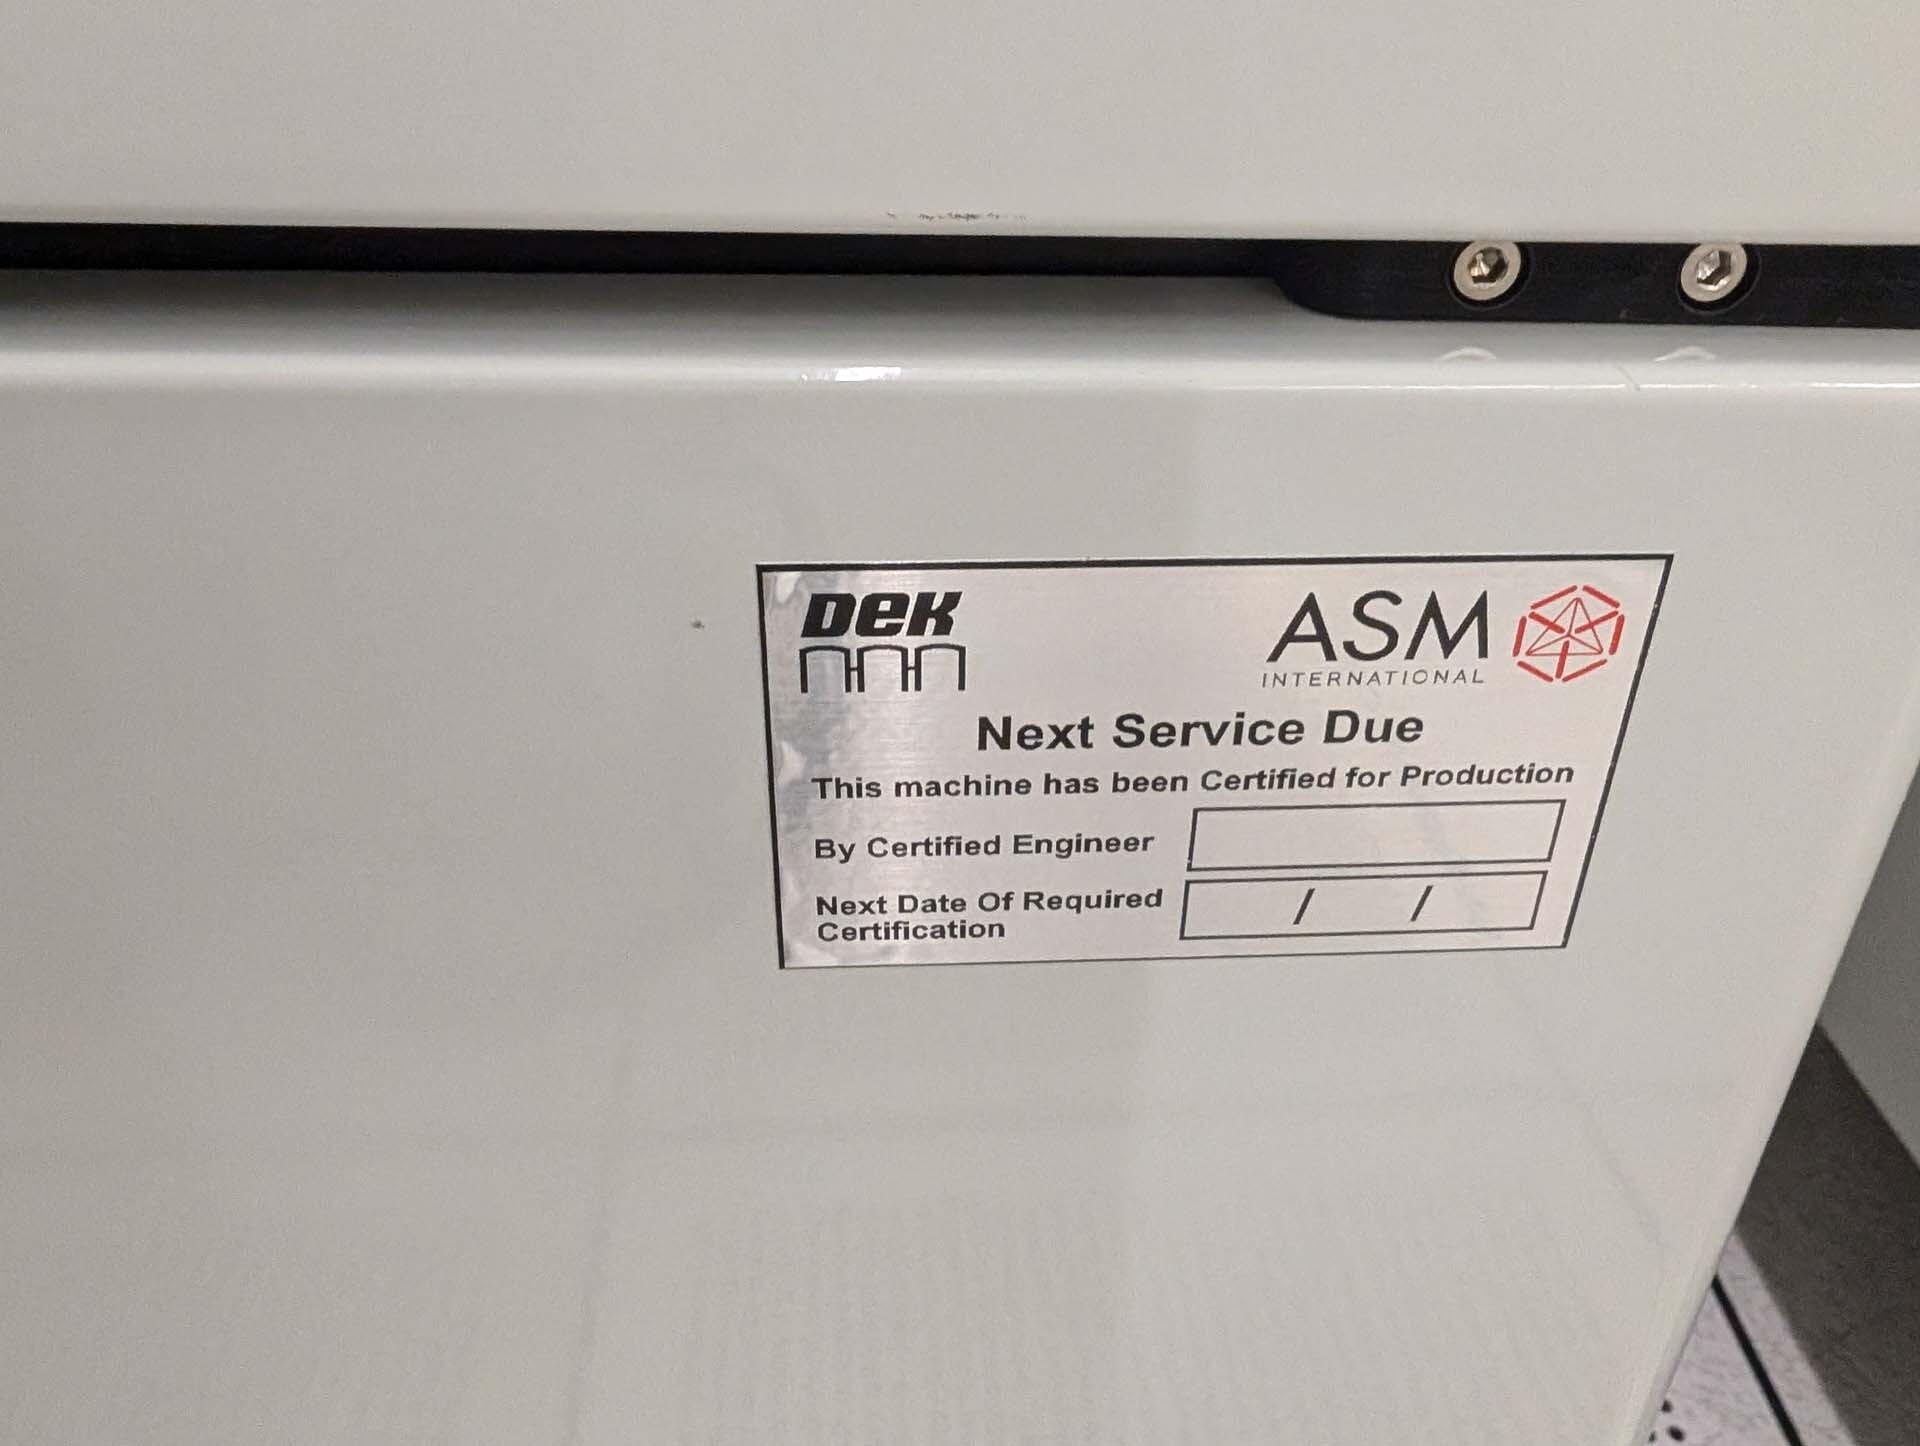 DEK
ASM
INTERNATIONAL
Next Service Due
This machine has been Certified for Production
By Certified Engineer
Next Date Of Required
Certification
/ /